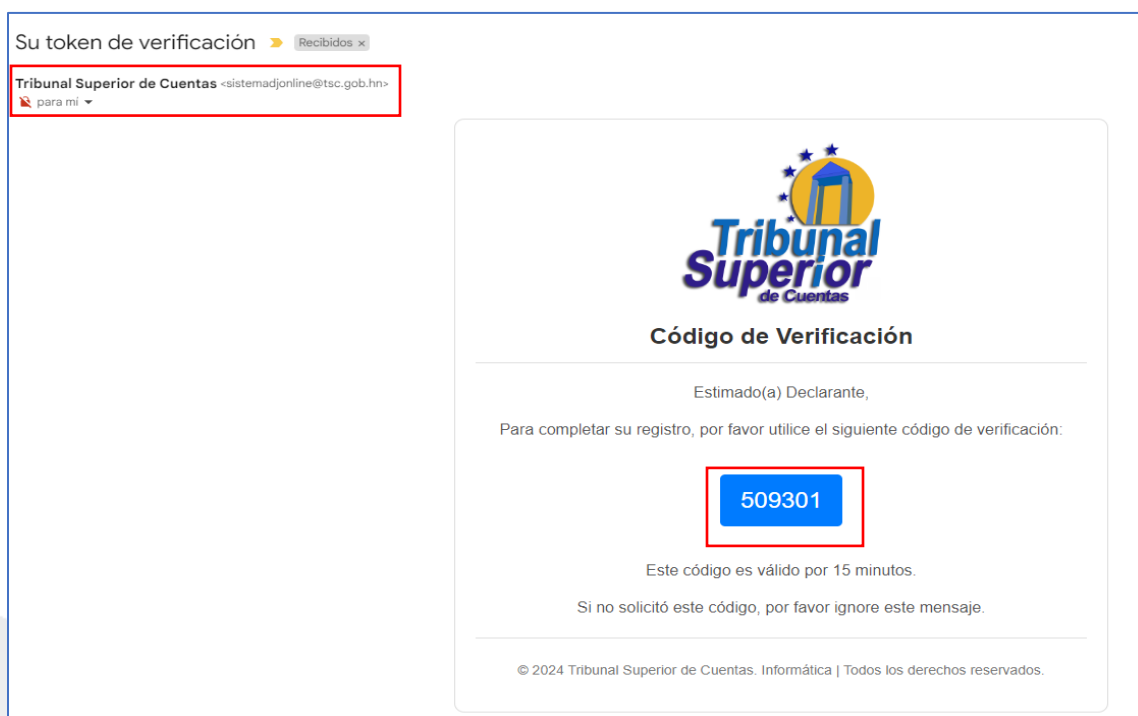 Su token de verificación Recibidos x
Tribunal Superior de Cuentas <sistemadjonline@tsc.gob.hn>
para mí
Tribunal
Superior
de Cuentas
Código de Verificación
Estimado(a) Declarante,
Para completar su registro, por favor utilice el siguiente código de verificación:
509301
Este código es válido por 15 minutos.
Si no solicitó este código, por favor ignore este mensaje.
© 2024 Tribunal Superior de Cuentas. Informática | Todos los derechos reservados.